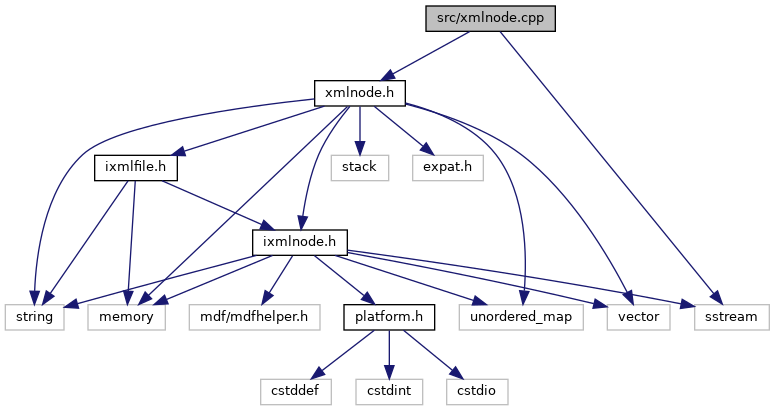 src/xmlnode.cpp
xmlnode.h
ixmlfile.h
stack
expat.h
ixmlnode.h
string
memory
mdf/mdfhelper.h
platform.h
unordered_map
vector
sstream
cstddef
cstdint
cstdio